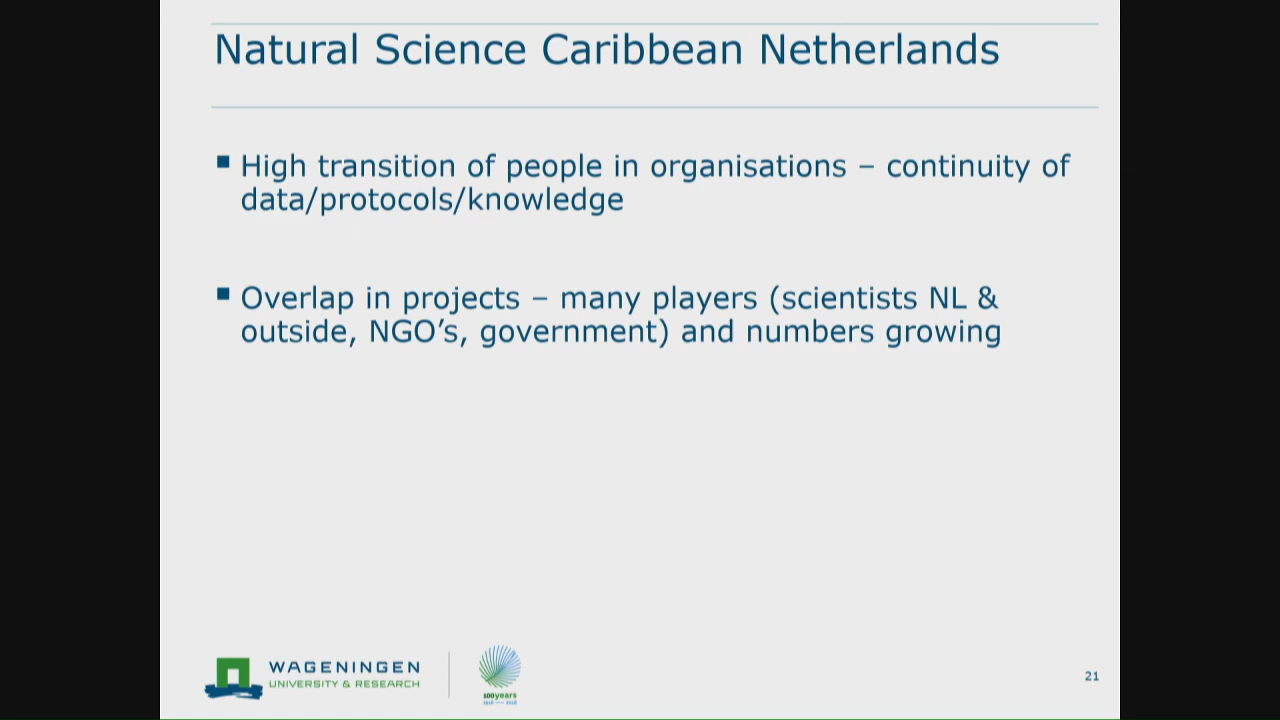 Natural Science Caribbean Netherlands
▪ High transition of people in organisations – continuity of
data/protocols/knowledge
▪ Overlap in projects – many players (scientists NL &
outside, NGO’s, government) and numbers growing
WAGENINGEN
UNIVERSITY & RESEARCH
100years
21